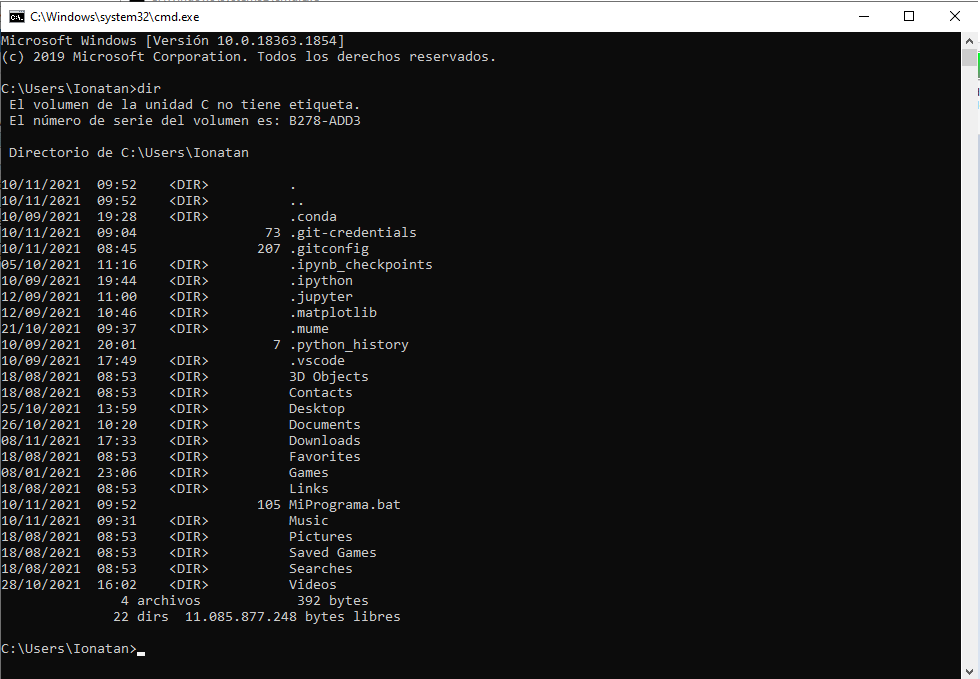 C:\Windows\system32\cmd.exe
Microsoft Windows [Versión 10.0.18363.1854]
(c) 2019 Microsoft Corporation. Todos los derechos reservados.
C:\Users\Ionatan>dir
 El volumen de la unidad C no tiene etiqueta.
 El número de serie del volumen es: B278-ADD3
 Directorio de C:\Users\Ionatan
10/11/2021  09:52    <DIR>          .
10/11/2021  09:52    <DIR>          ..
10/09/2021  19:28    <DIR>          .conda
10/11/2021  09:04                73 .git-credentials
10/11/2021  08:45               207 .gitconfig
05/10/2021  11:16    <DIR>          .ipynb_checkpoints
10/09/2021  19:44    <DIR>          .ipython
12/09/2021  11:00    <DIR>          .jupyter
12/09/2021  10:46    <DIR>          .matplotlib
21/10/2021  09:37    <DIR>          .mume
10/09/2021  20:01                 7 .python_history
10/09/2021  17:49    <DIR>          .vscode
18/08/2021  08:53    <DIR>          3D Objects
18/08/2021  08:53    <DIR>          Contacts
25/10/2021  13:59    <DIR>          Desktop
26/10/2021  10:20    <DIR>          Documents
08/11/2021  17:33    <DIR>          Downloads
18/08/2021  08:53    <DIR>          Favorites
08/01/2021  23:06    <DIR>          Games
18/08/2021  08:53    <DIR>          Links
10/11/2021  09:52               105 MiPrograma.bat
10/11/2021  09:31    <DIR>          Music
18/08/2021  08:53    <DIR>          Pictures
18/08/2021  08:53    <DIR>          Saved Games
18/08/2021  08:53    <DIR>          Searches
28/10/2021  16:02    <DIR>          Videos
               4 archivos            392 bytes
              22 dirs  11.085.877.248 bytes libres
C:\Users\Ionatan>